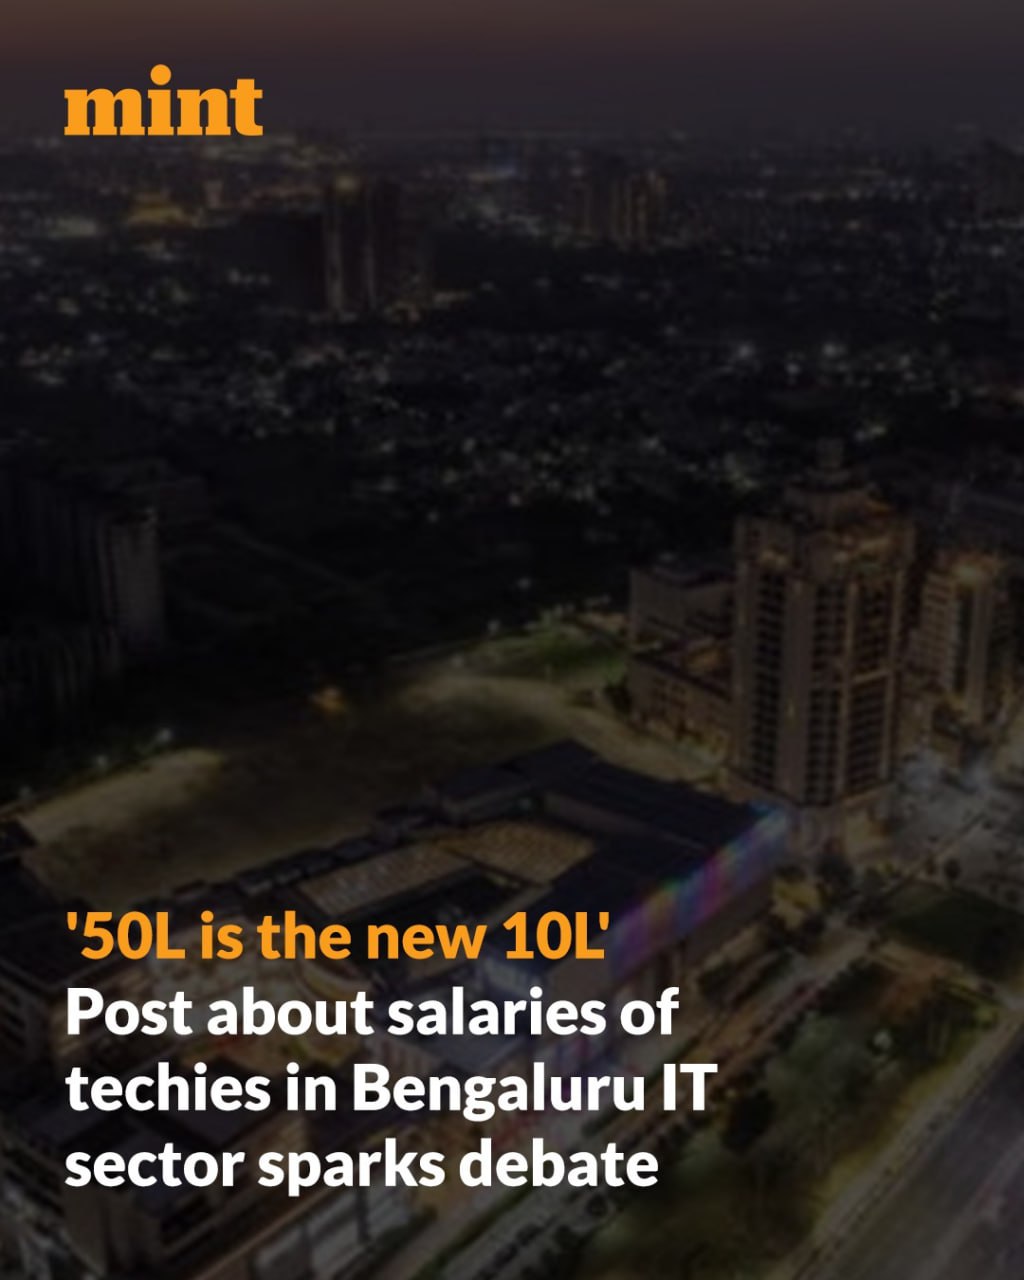 mint
'50L is the new 10L'
Post about salaries of
techies in Bengaluru IT
sector sparks debate